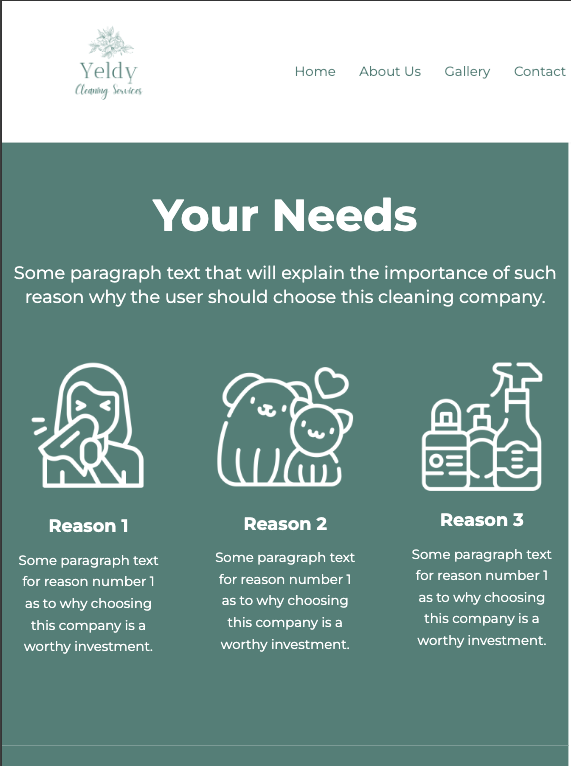 Yeldy
Cleaning Services
Home About Us Gallery Contact
Your Needs
Some paragraph text that will explain the importance of such
reason why the user should choose this cleaning company.
Reason 1
Some paragraph text
for reason number 1
as to why choosing
this company is a
worthy investment.
Reason 2
Some paragraph text
for reason number 1
as to why choosing
this company is a
worthy investment.
Reason 3
Some paragraph text
for reason number 1
as to why choosing
this company is a
worthy investment.